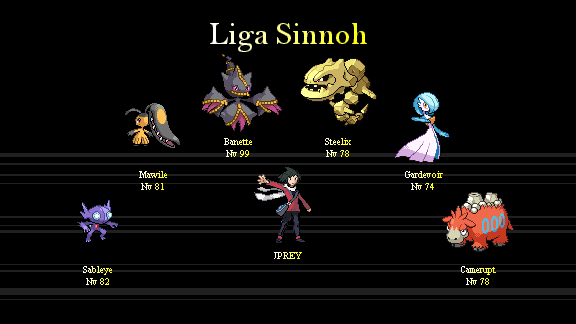 Liga Sinnoh
Banette
Nv 99
Steelix
Nv 78
Mawile
Nv 81
Gardevoir
Nv 74
Sableye
Nv 82
JPREY
Camerupt
Nv 78